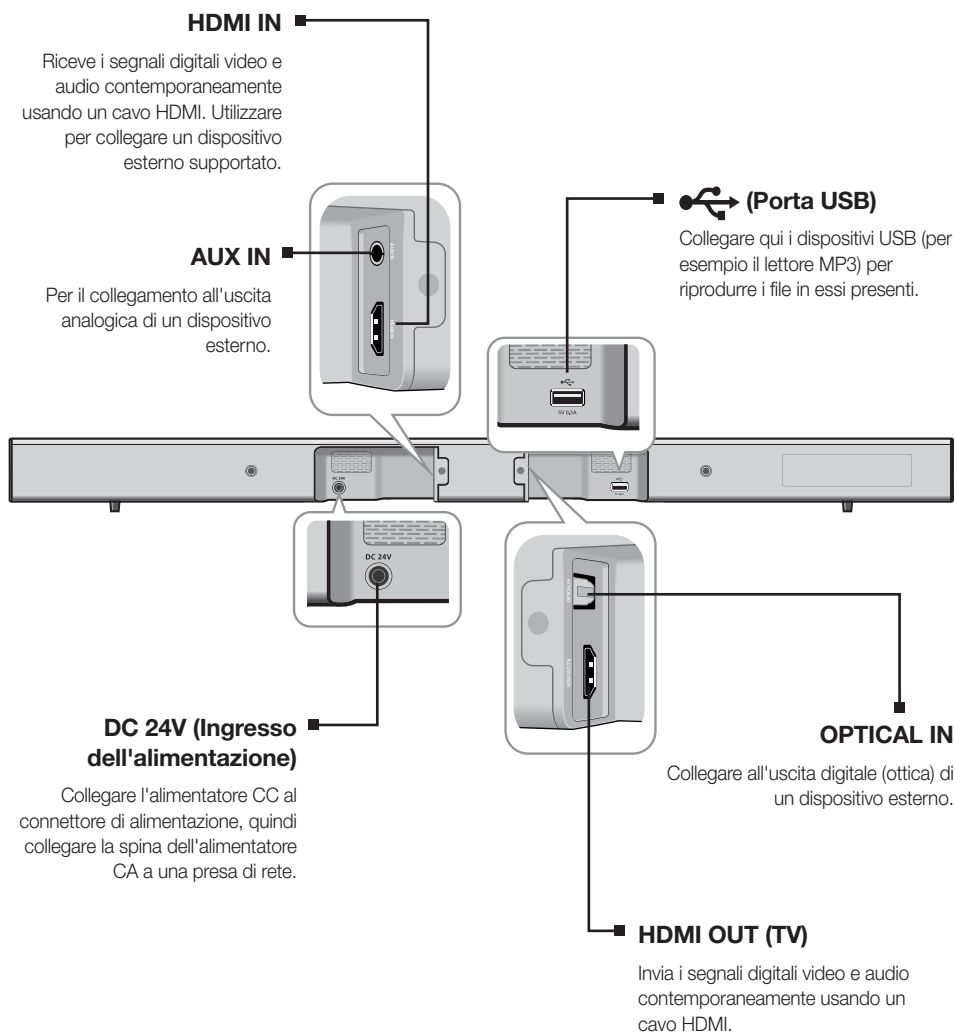 HDMI IN
Riceve i segnali digitali video e
audio contemporaneamente
usando un cavo HDMI. Utilizzare
per collegare un dispositivo
esterno supportato.
AUX IN
Per il collegamento all'uscita
analogica di un dispositivo
esterno.
(Porta USB)
Collegare qui i dispositivi USB (per
esempio il lettore MP3) per
riprodurre i file in essi presenti.
5V 0,5A
DC 24V
DC 24V
DC 24V (Ingresso
dell'alimentazione)
Collegare l'alimentatore CC al
connettore di alimentazione, quindi
collegare la spina dell'alimentatore
CA a una presa di rete.
OPTICAL IN
Collegare all'uscita digitale (ottica) di
un dispositivo esterno.
HDMI OUT (TV)
Invia i segnali digitali video e audio
contemporaneamente usando un
cavo HDMI.